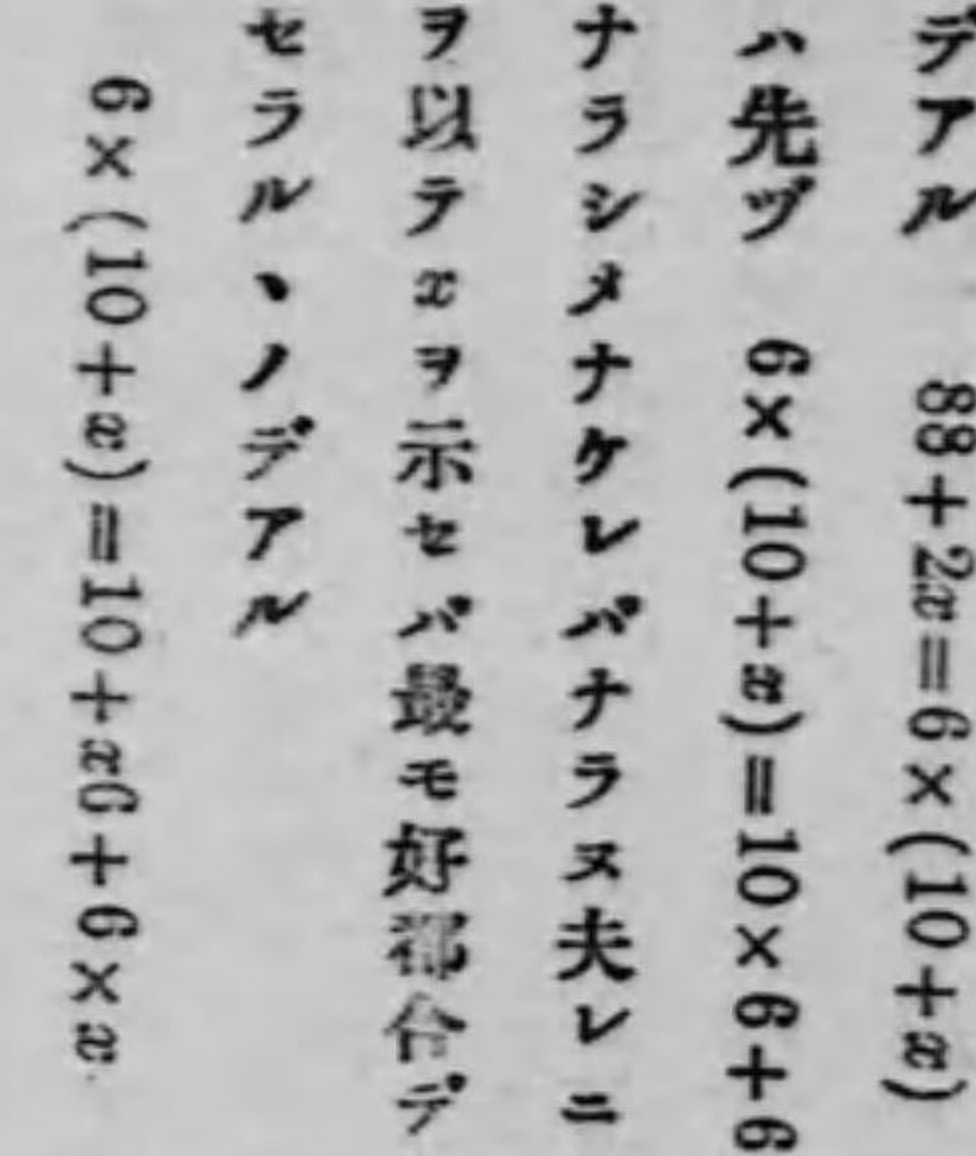 デアル 88+2x=6×(10+x)
ハ先ヅ 6×(10+x)=10×6+6
ナラシメナケレバナラヌ夫レニ
ヲ以テxヲ示セバ最モ好都合デ
セラルヽノデアル
6×(10+x)=10+x6+6×x